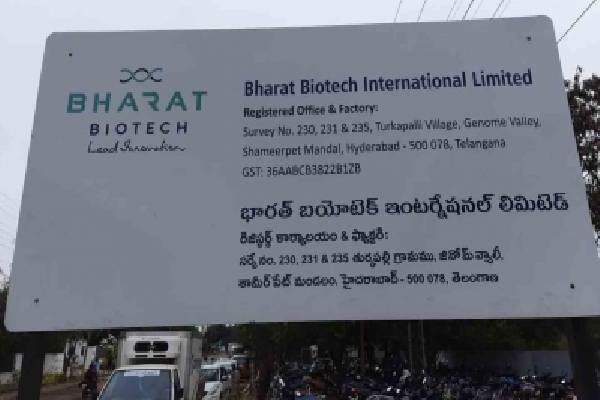 BHARAT
BIOTECH
Lead Innovation
Bharat Biotech International Limited
Registered Office & Factory:
Survey No. 230, 231 & 235, Turkapalli Village, Genome Valley,
Shameerpet Mandal, Hyderabad - 500 078, Telangana
GST: 36AABCB3822B1ZB
భారత్ బయోటెక్ ఇంటర్నేషనల్ లిమిటెడ్
రిజిస్టర్డ్ కార్యాలయం & ఫ్యాక్టరీ:
సర్వే నం. 230, 231 & 235 తుర్కపల్లి గ్రామము, జినోమ్ వ్యాలీ,
శామీర్ పేట్ మండలం, హైదరాబాద్ - 500 078, తెలంగాణ